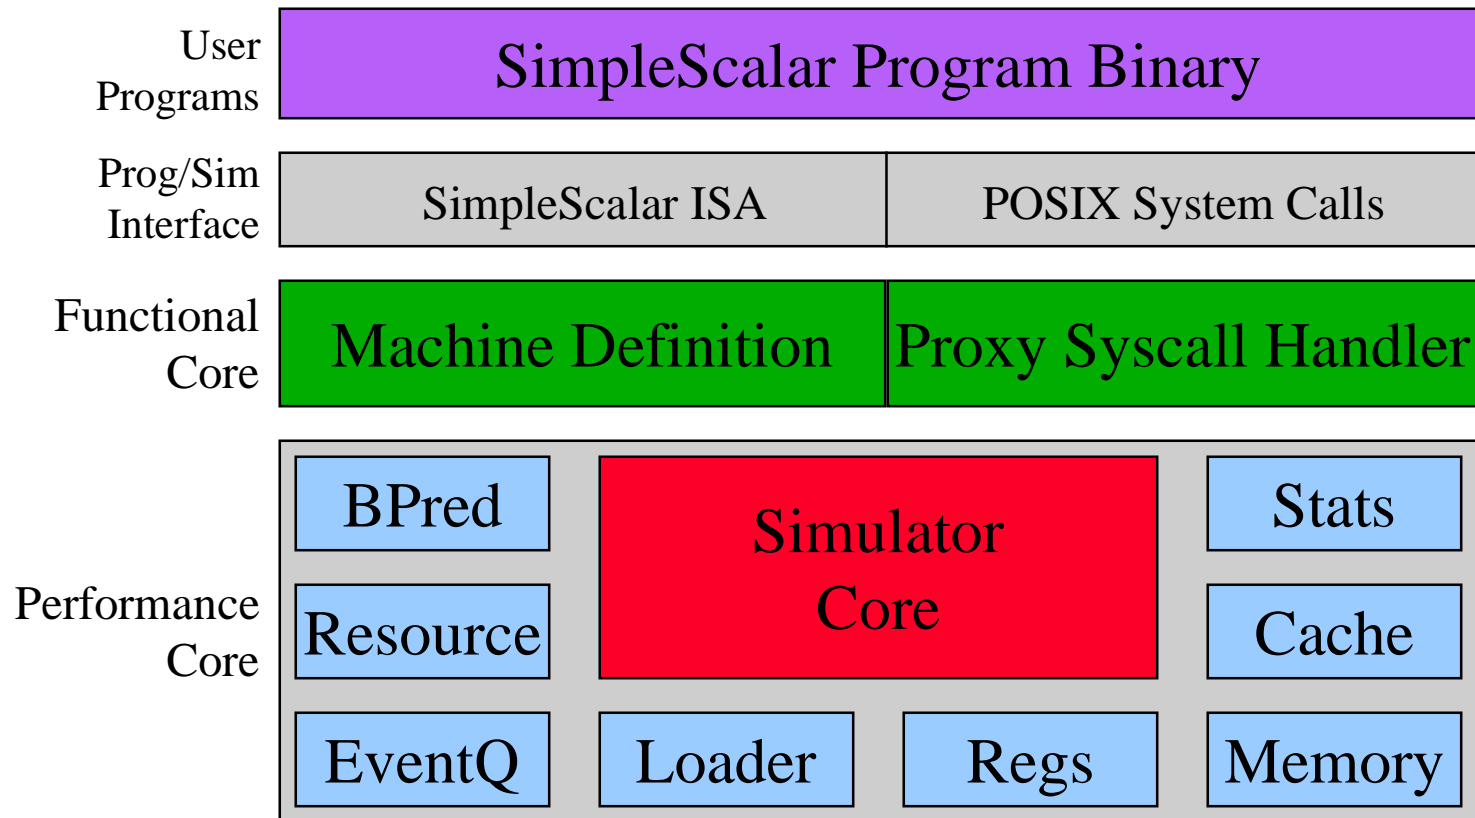 User
Programs
SimpleScalar Program Binary
Prog/Sim
Interface
SimpleScalar ISA
POSIX System Calls
Functional
Core
Machine Definition
Proxy Syscall Handler
Performance
Core
BPred
Simulator
Core
Stats
Resource
Cache
EventQ
Loader
Regs
Memory